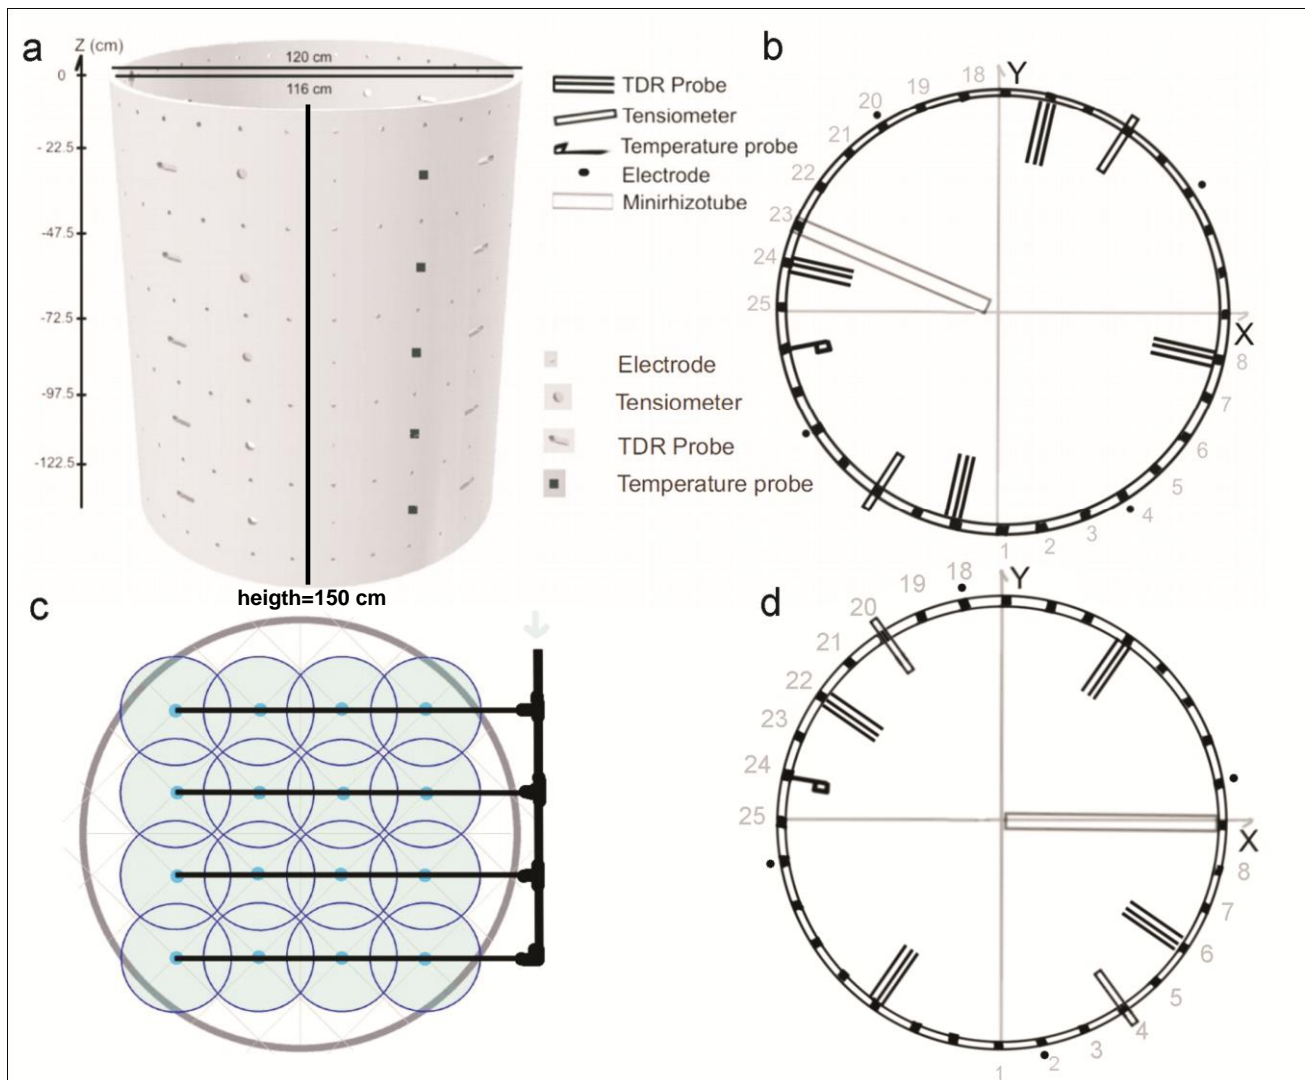 a
Z (cm)
0
- 22.5
-47.5
-72.5
-97.5
-122.5
120 cm
116 cm
heigth=150 cm
TDR Probe
Tensiometer
Temperature probe
Electrode
Minirhizotube
Electrode
Tensiometer
TDR Probe
Temperature probe
b
Y
X
18
19
20
21
22
23
24
25
1
2
3
4
5
6
7
8
c
d
Y
X
18
19
20
21
22
23
24
25
1
2
3
4
5
6
7
8